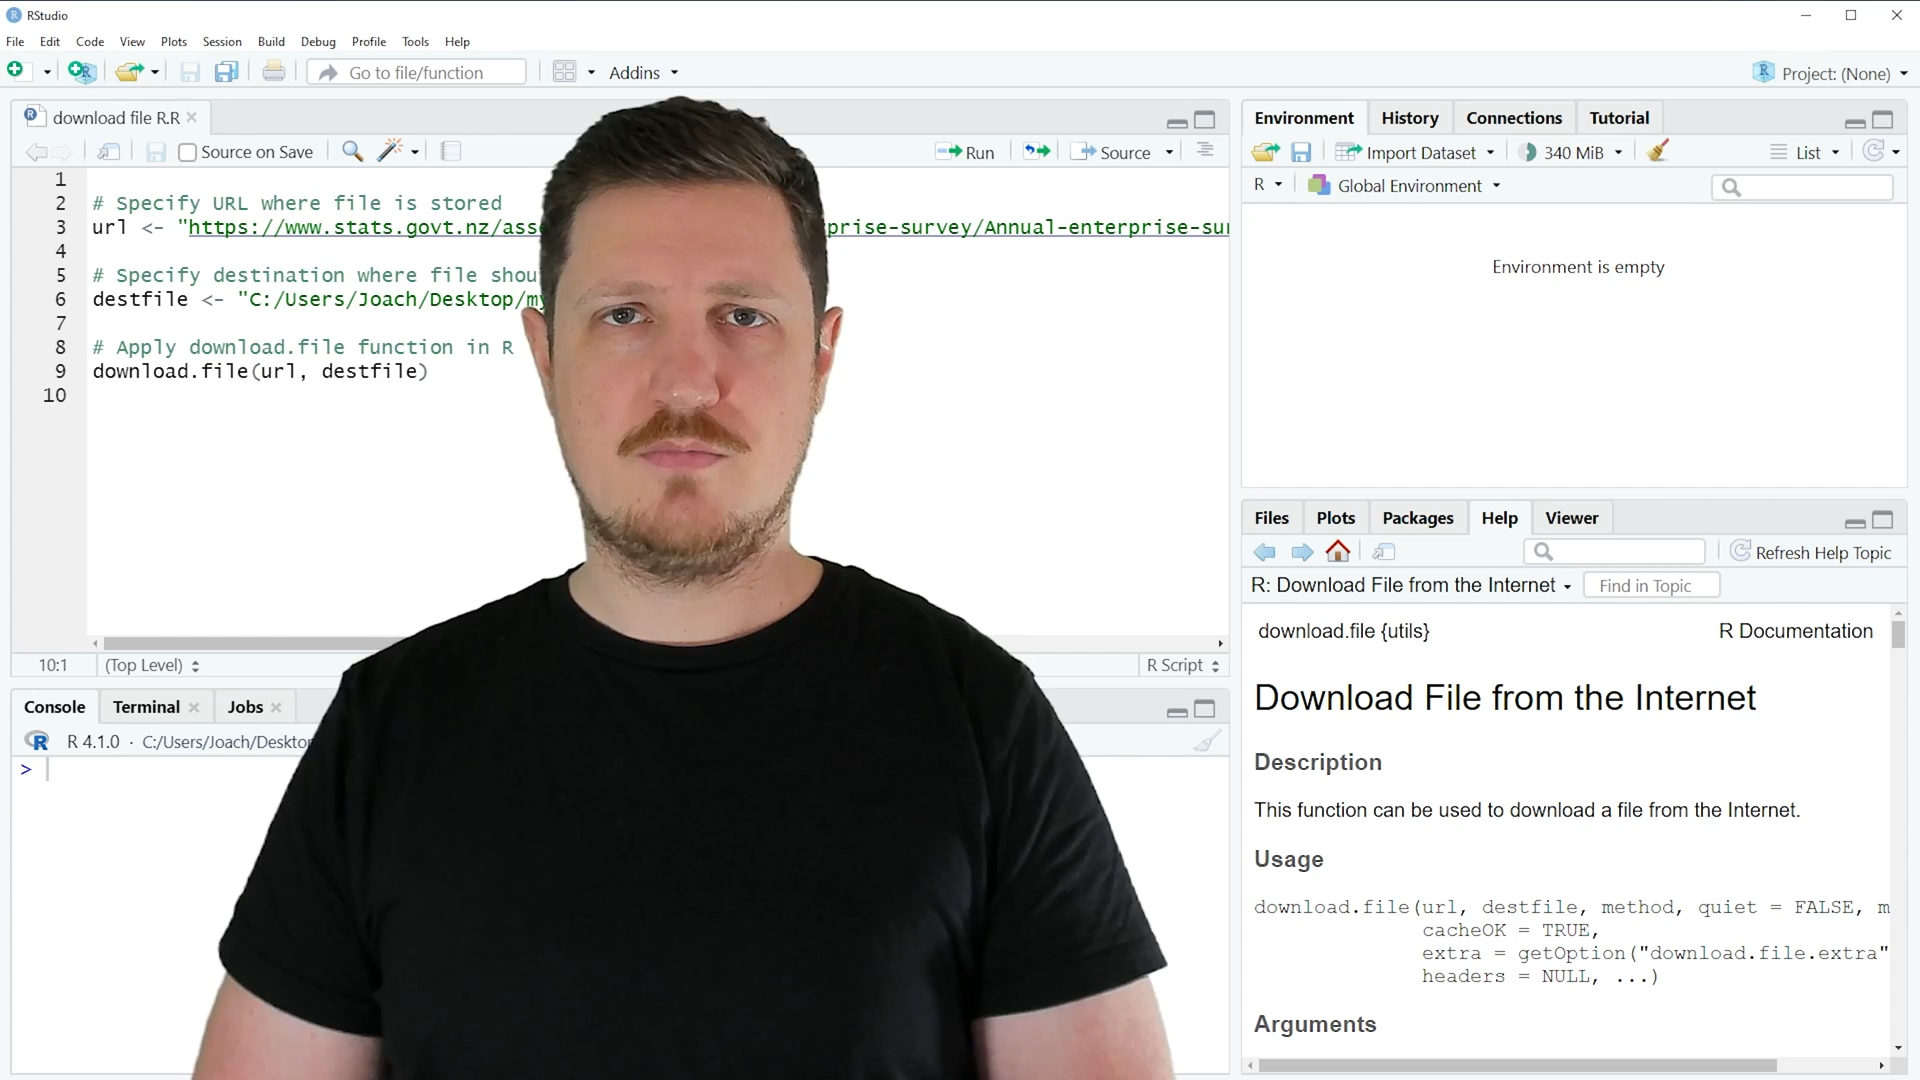 RStudio
File Edit Code View Plots Session Build Debug Profile Tools Help
Go to file/function Addins Project: (None)
download file R.R
Source on Save Run Source
1
2 # Specify URL where file is stored
3 url <- "https://www.stats.govt.nz/asse prise-survey/Annual-enterprise-sur
4
5 # Specify destination where file shou
6 destfile <- "C:/Users/Joach/Desktop/my
7
8 # Apply download.file function in R
9 download.file(url, destfile)
10
10:1 (Top Level) R Script
Console Terminal Jobs
R 4.1.0 · C:/Users/Joach/Desktop
>
Environment History Connections Tutorial
Import Dataset 340 MiB List
R Global Environment
Environment is empty
Files Plots Packages Help Viewer
Refresh Help Topic
R: Download File from the Internet Find in Topic
download.file {utils} R Documentation
Download File from the Internet
Description
This function can be used to download a file from the Internet.
Usage
download.file(url, destfile, method, quiet = FALSE, m
cacheOK = TRUE,
extra = getOption("download.file.extra"
headers = NULL, ...)
Arguments